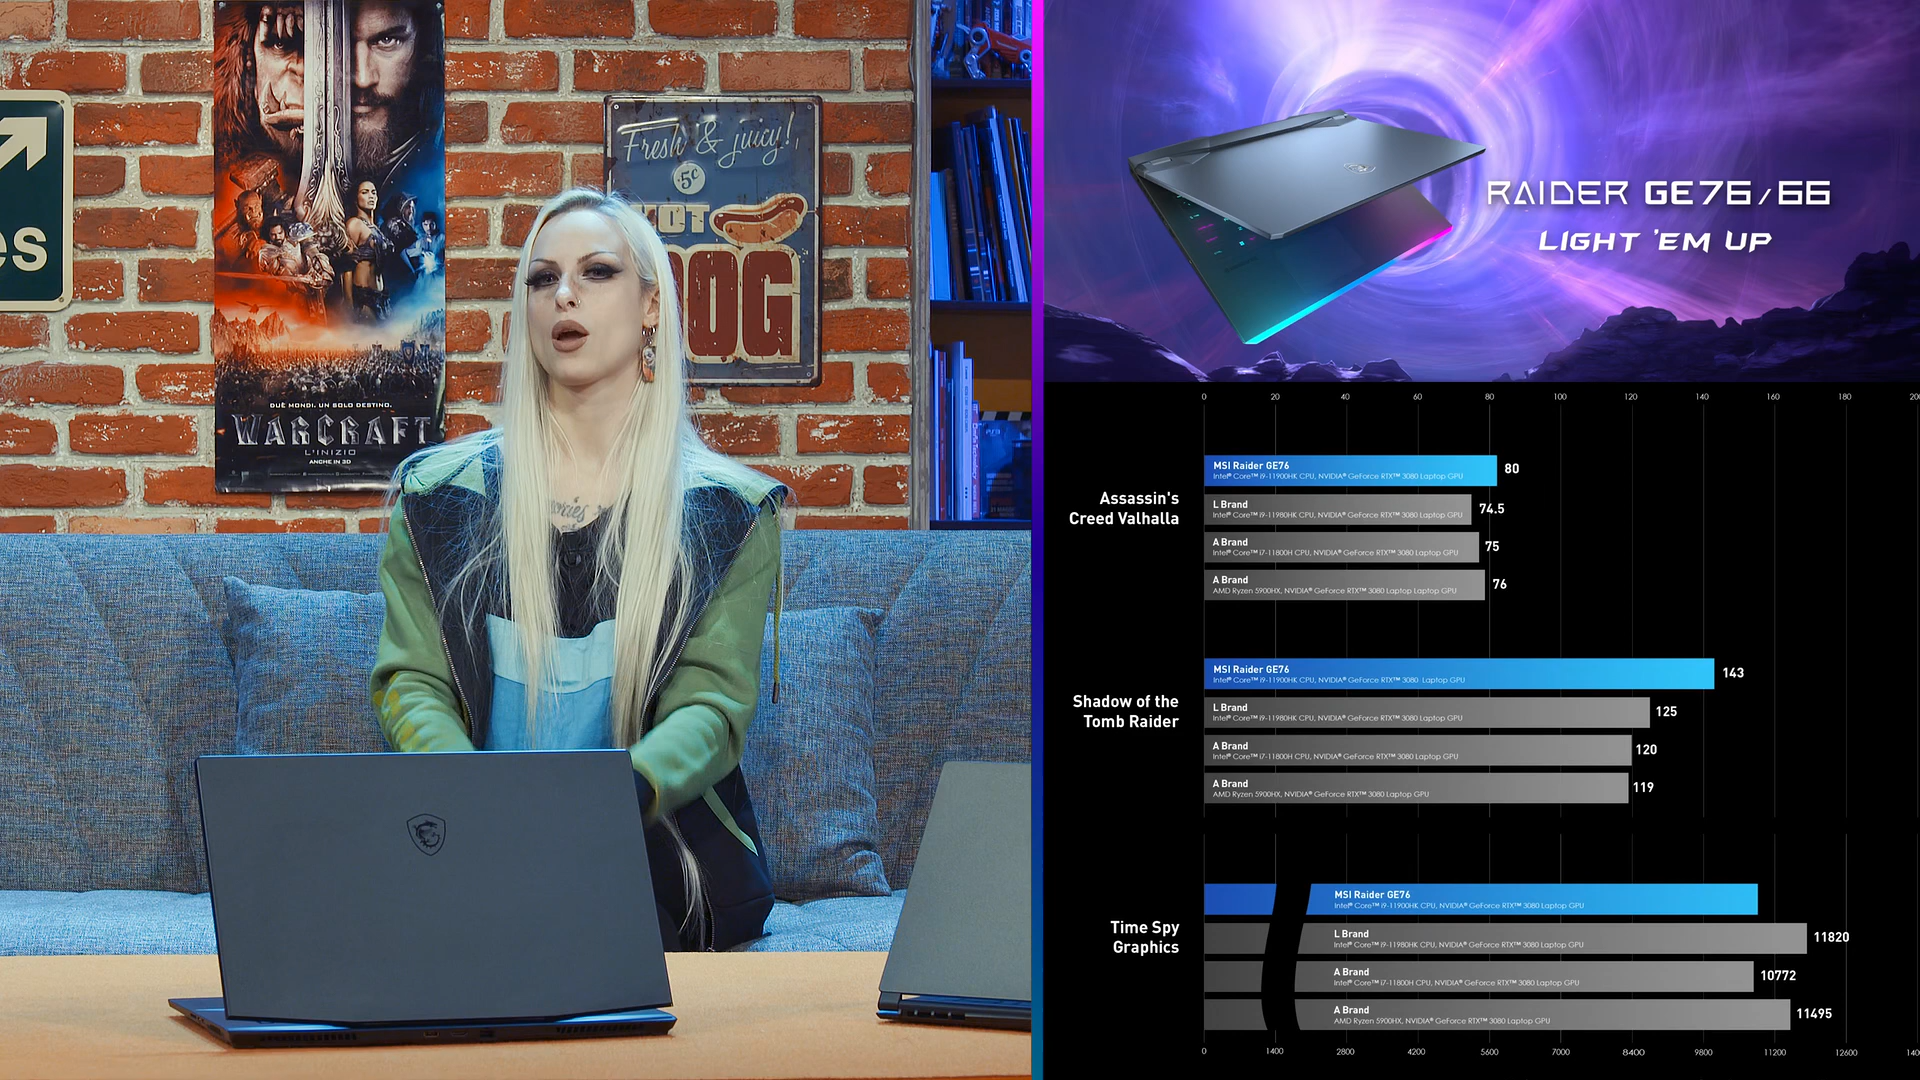 es
DUE MONDI. UN SOLO DESTINO.
WARCRAFT
L'INIZIO
ANCHE IN 3D
Fresh & juicy!
5¢
HOT
DOG
RAIDER GE76/66
LIGHT 'EM UP
0 20 40 60 80 100 120 140 160 180 200
Assassin's
Creed Valhalla
MSI Raider GE76
Intel® Core™ i9-11900HK CPU, NVIDIA® GeForce RTX™ 3080 Laptop GPU
80
L Brand
Intel® Core™ i9-11980HK CPU, NVIDIA® GeForce RTX™ 3080 Laptop GPU
74.5
A Brand
Intel® Core™ i7-11800H CPU, NVIDIA® GeForce RTX™ 3080 Laptop GPU
75
A Brand
AMD Ryzen 5900HX, NVIDIA® GeForce RTX™ 3080 Laptop Laptop GPU
76
Shadow of the
Tomb Raider
MSI Raider GE76
Intel® Core™ i9-11900HK CPU, NVIDIA® GeForce RTX™ 3080 Laptop GPU
143
L Brand
Intel® Core™ i9-11980HK CPU, NVIDIA® GeForce RTX™ 3080 Laptop GPU
125
A Brand
Intel® Core™ i7-11800H CPU, NVIDIA® GeForce RTX™ 3080 Laptop GPU
120
A Brand
AMD Ryzen 5900HX, NVIDIA® GeForce RTX™ 3080 Laptop GPU
119
Time Spy
Graphics
MSI Raider GE76
Intel® Core™ i9-11900HK CPU, NVIDIA® GeForce RTX™ 3080 Laptop GPU
L Brand
Intel® Core™ i9-11980HK CPU, NVIDIA® GeForce RTX™ 3080 Laptop GPU
11820
A Brand
Intel® Core™ i7-11800H CPU, NVIDIA® GeForce RTX™ 3080 Laptop GPU
10772
A Brand
AMD Ryzen 5900HX, NVIDIA® GeForce RTX™ 3080 Laptop GPU
11495
0 1400 2800 4200 5600 7000 8400 9800 11200 12600 140